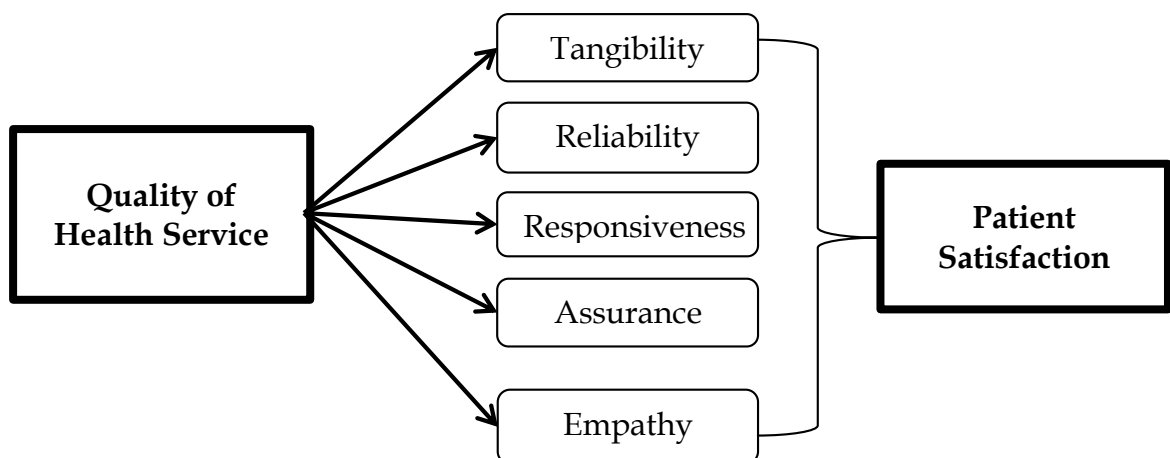 Quality of
Health Service
Tangibility
Reliability
Responsiveness
Assurance
Empathy
Patient
Satisfaction